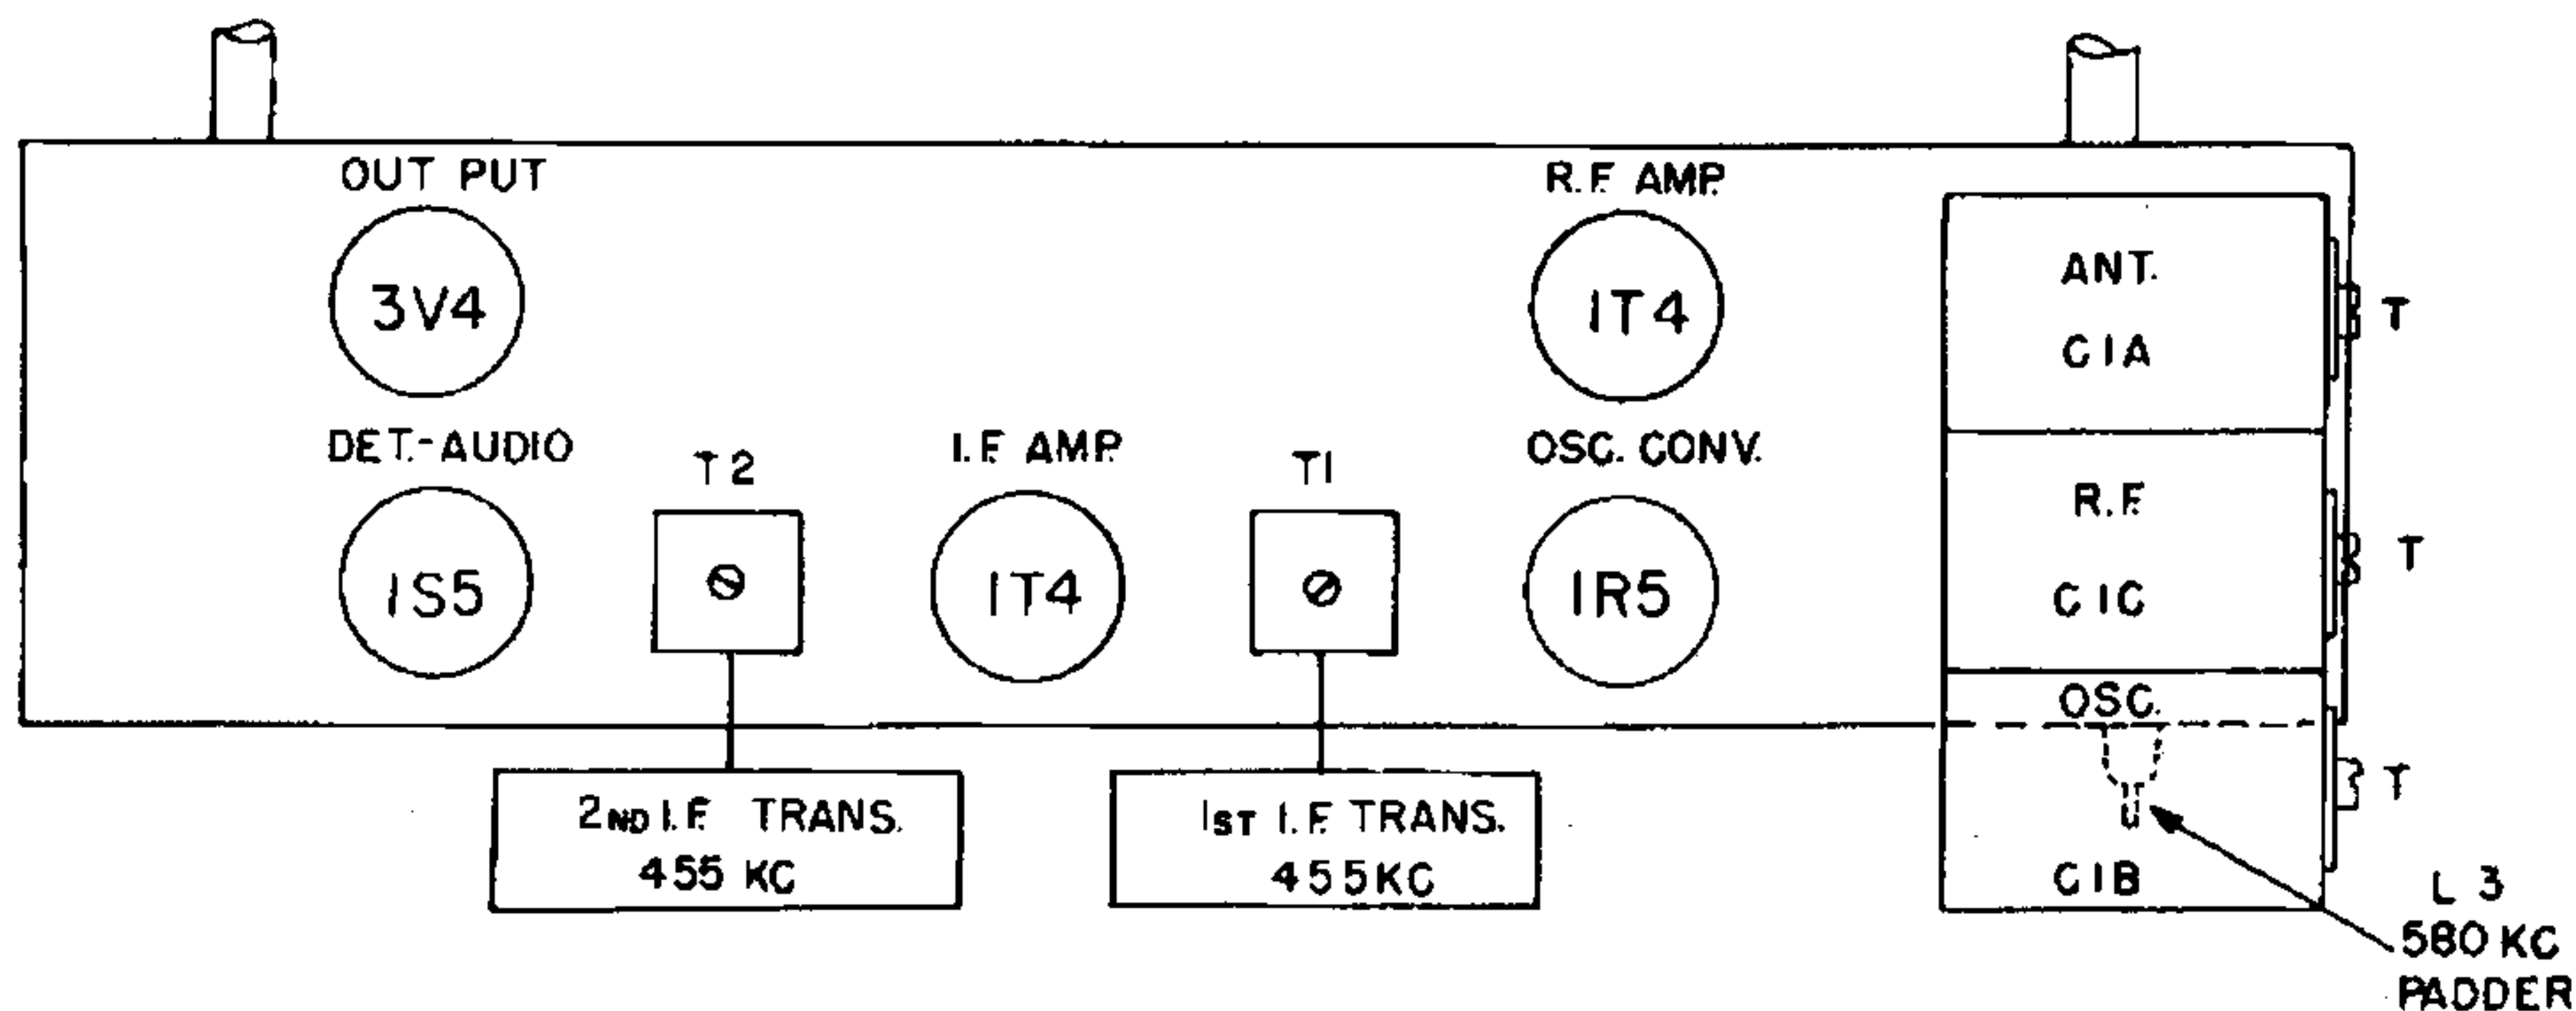 OUT PUT
R.F. AMP.
3V4
1T4
ANT.
C1A
T
DET.-AUDIO
T2
I.F. AMP.
T1
OSC. CONV.
R.F.
C1C
T
1S5
1T4
1R5
OSC.
T
C1B
2ND I.F. TRANS.
455 KC
1ST I.F. TRANS.
455KC
L 3
580 KC
PADDER